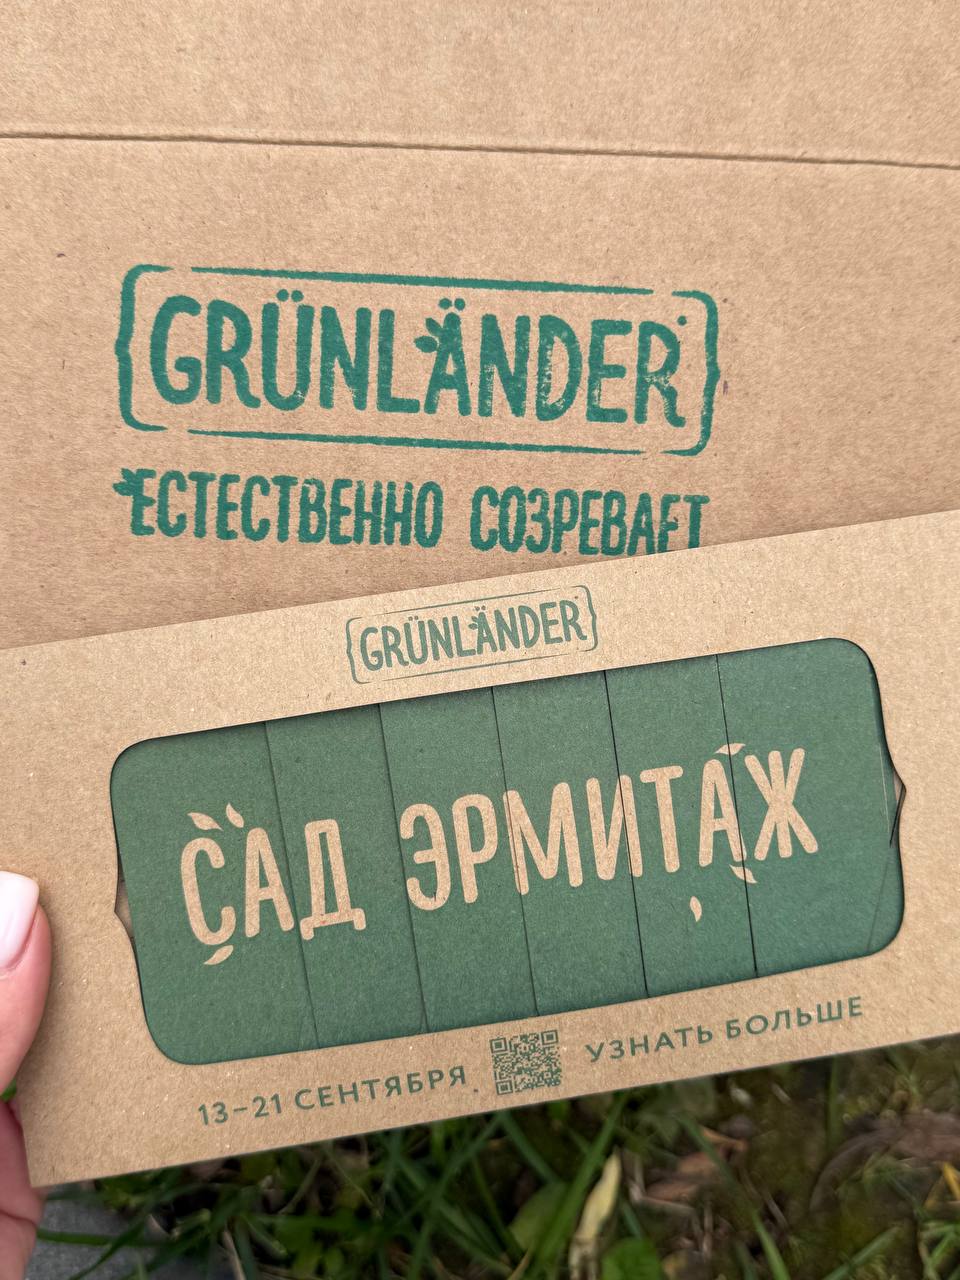 GRÜNLÄNDER
ЕСТЕСТВЕННО СОЗРЕВАЕТ
GRÜNLÄNDER
САД ЭРМИТАЖ
13–21 СЕНТЯБРЯ УЗНАТЬ БОЛЬШЕ